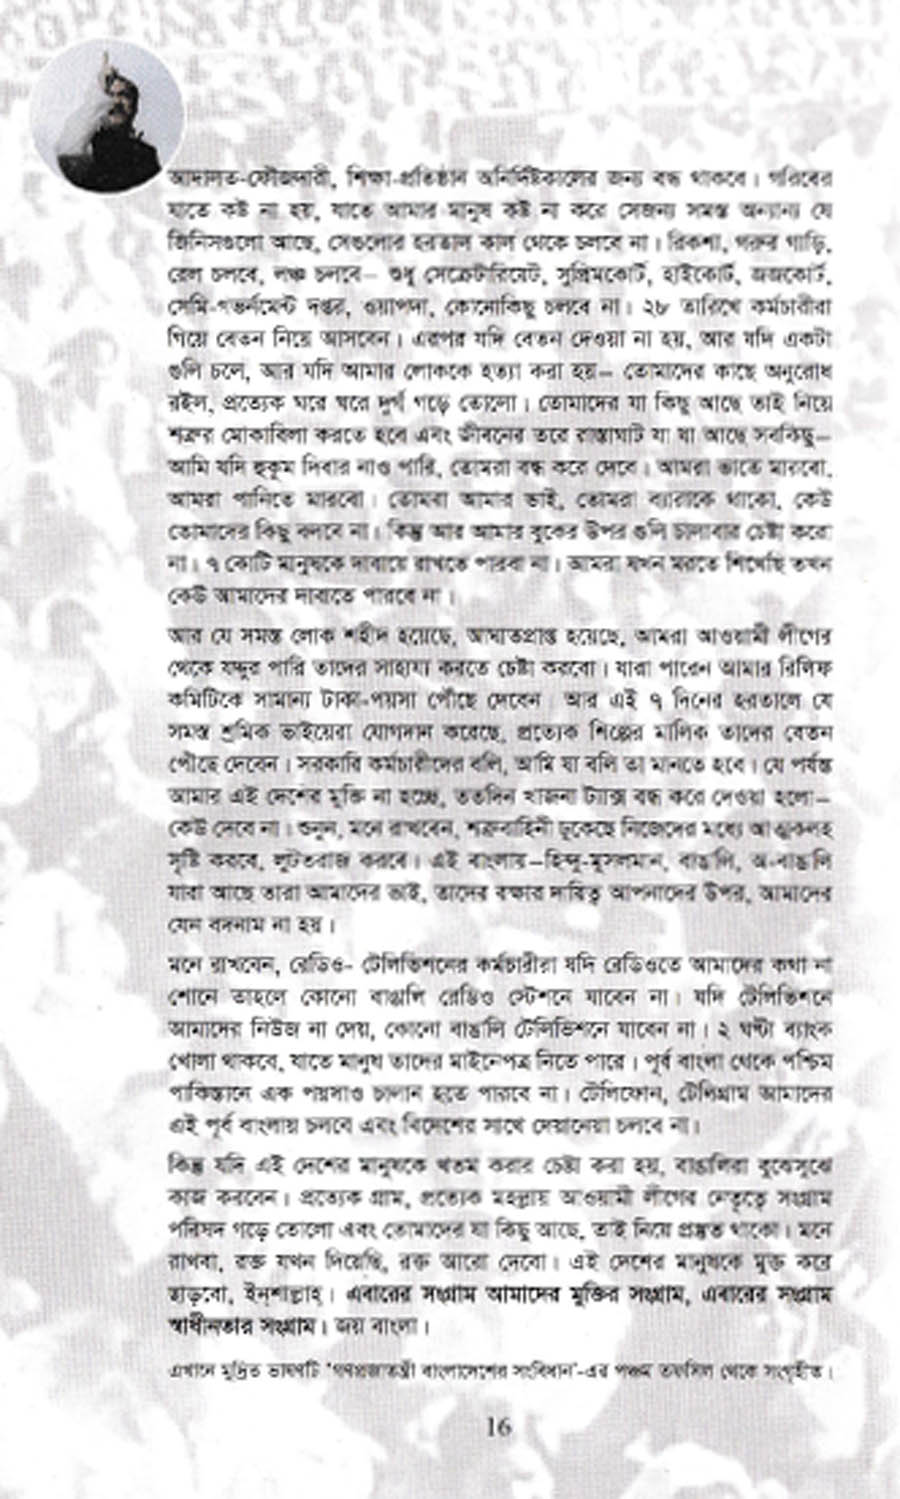 আদালত-ফৌজদারী, শিক্ষা-প্রতিষ্ঠান অনির্দিষ্টকালের জন্য বন্ধ থাকবে। গরিবের
যাতে কষ্ট না হয়, যাতে আমার মানুষ কষ্ট না করে সেজন্য সমস্ত অন্যান্য যে
জিনিসগুলো আছে, সেগুলোর হরতাল কাল থেকে চলবে না। রিকশা, গরুর গাড়ি,
রেল চলবে, লঞ্চ চলবে– শুধু সেক্রেটারিয়েট, সুপ্রিমকোর্ট, হাইকোর্ট, জজকোর্ট,
সেমি-গভর্নমেন্ট দপ্তর, ওয়াপদা, কোনোকিছু চলবে না। ২৮ তারিখে কর্মচারীরা
গিয়ে বেতন নিয়ে আসবেন। এরপর যদি বেতন দেওয়া না হয়, আর যদি একটা
গুলি চলে, আর যদি আমার লোককে হত্যা করা হয়– তোমাদের কাছে অনুরোধ
রইল, প্রত্যেক ঘরে ঘরে দুর্গ গড়ে তোলো। তোমাদের যা কিছু আছে তাই নিয়ে
শত্রুর মোকাবিলা করতে হবে এবং জীবনের তরে রাস্তাঘাট যা যা আছে সবকিছু–
আমি যদি হুকুম দিবার নাও পারি, তোমরা বন্ধ করে দেবে। আমরা ভাতে মারবো,
আমরা পানিতে মারবো। তোমরা আমার ভাই, তোমরা ব্যারাকে থাকো, কেউ
তোমাদের কিছু বলবে না। কিন্তু আর আমার বুকের উপর গুলি চালাবার চেষ্টা করো
না। ৭ কোটি মানুষকে দাবায়ে রাখতে পারবা না। আমরা যখন মরতে শিখেছি তখন
কেউ আমাদের দাবাতে পারবে না।
আর যে সমস্ত লোক শহীদ হয়েছে, আঘাতপ্রাপ্ত হয়েছে, আমরা আওয়ামী লীগের
থেকে যদ্দুর পারি তাদের সাহায্য করতে চেষ্টা করবো। যারা পারেন আমার রিলিফ
কমিটিকে সামান্য টাকা-পয়সা পৌঁছে দেবেন। আর এই ৭ দিনের হরতালে যে
সমস্ত শ্রমিক ভাইয়েরা যোগদান করেছে, প্রত্যেক শিল্পের মালিক তাদের বেতন
পৌঁছে দেবেন। সরকারি কর্মচারীদের বলি, আমি যা বলি তা মানতে হবে। যে পর্যন্ত
আমার এই দেশের মুক্তি না হচ্ছে, ততদিন খাজনা ট্যাক্স বন্ধ করে দেওয়া হলো–
কেউ দেবে না। শুনুন, মনে রাখবেন, শত্রুবাহিনী ঢুকেছে নিজেদের মধ্যে আত্মকলহ
সৃষ্টি করবে, লুটতরাজ করবে। এই বাংলায়–হিন্দু-মুসলমান, বাঙালি, অ-বাঙালি
যারা আছে তারা আমাদের ভাই, তাদের রক্ষার দায়িত্ব আপনাদের উপর, আমাদের
যেন বদনাম না হয়।
মনে রাখবেন, রেডিও- টেলিভিশনের কর্মচারীরা যদি রেডিওতে আমাদের কথা না
শোনে তাহলে কোনো বাঙালি রেডিও স্টেশনে যাবেন না। যদি টেলিভিশনে
আমাদের নিউজ না দেয়, কোনো বাঙালি টেলিভিশনে যাবেন না। ২ ঘণ্টা ব্যাংক
খোলা থাকবে, যাতে মানুষ তাদের মাইনেপত্র নিতে পারে। পূর্ব বাংলা থেকে পশ্চিম
পাকিস্তানে এক পয়সাও চালান হতে পারবে না। টেলিফোন, টেলিগ্রাম আমাদের
এই পূর্ব বাংলায় চলবে এবং বিদেশের সাথে দেয়ানেয়া চলবে না।
কিন্তু যদি এই দেশের মানুষকে খতম করার চেষ্টা করা হয়, বাঙালিরা বুঝেসুঝে
কাজ করবেন। প্রত্যেক গ্রাম, প্রত্যেক মহল্লায় আওয়ামী লীগের নেতৃত্বে সংগ্রাম
পরিষদ গড়ে তোলো এবং তোমাদের যা কিছু আছে, তাই নিয়ে প্রস্তুত থাকো। মনে
রাখবা, রক্ত যখন দিয়েছি, রক্ত আরো দেবো। এই দেশের মানুষকে মুক্ত করে
ছাড়বো, ইন্‌শাল্লাহ্। এবারের সংগ্রাম আমাদের মুক্তির সংগ্রাম, এবারের সংগ্রাম
স্বাধীনতার সংগ্রাম। জয় বাংলা।
এখানে মুদ্রিত ভাষণটি 'গণপ্রজাতন্ত্রী বাংলাদেশের সংবিধান'-এর পঞ্চম তফসিল থেকে সংগৃহীত।
16